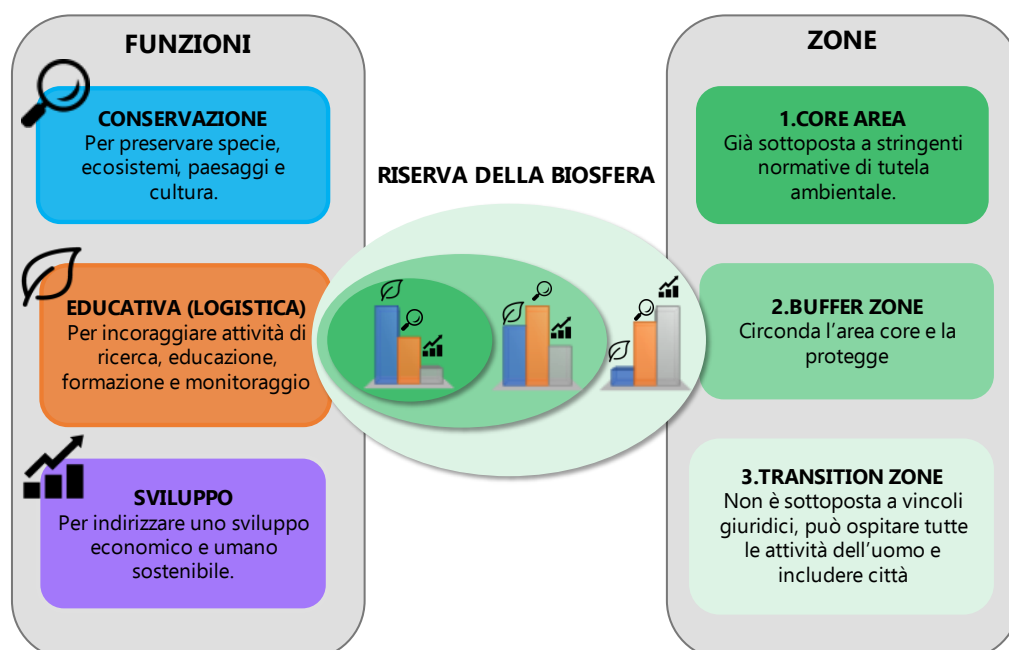 FUNZIONI
CONSERVAZIONE
Per preservare specie,
ecosistemi, paesaggi e
cultura.
EDUCATIVA (LOGISTICA)
Per incoraggiare attività di
ricerca, educazione,
formazione e monitoraggio
SVILUPPO
Per indirizzare uno sviluppo
economico e umano
sostenibile.
RISERVA DELLA BIOSFERA
ZONE
1.CORE AREA
Già sottoposta a stringenti
normative di tutela
ambientale.
2.BUFFER ZONE
Circonda l'area core e la
protegge
3.TRANSITION ZONE
Non è sottoposta a vincoli
giuridici, può ospitare tutte
le attività dell'uomo e
includere città